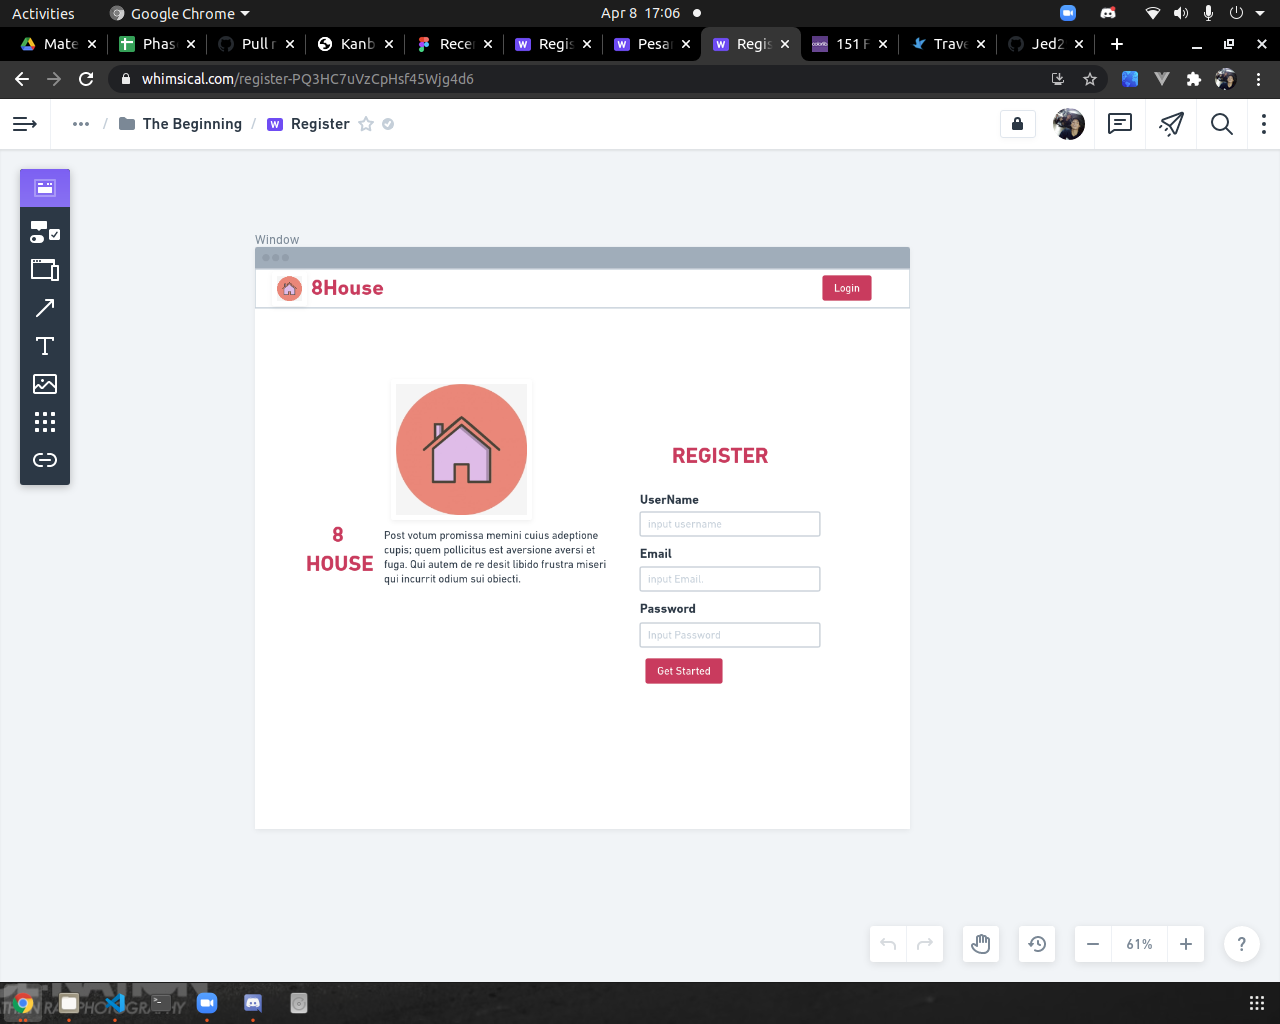 Activities
Google Chrome
Apr 8 17:06
Mate
Phas
Pull r
Kanb
Recen
Regis
Pesa
Regis
151 F
Trave
Jed2
whimsical.com/register-PQ3HC7uVzCpHsf45Wjg4d6
The Beginning
/
Register
Window
8House
Login
8
HOUSE
Post votum promissa memini cuius adeptione
cupis; quem pollicitus est aversione aversi et
fuga. Qui autem de re desit libido frustra miseri
qui incurrit odium sui obiecti.
REGISTER
UserName
input username
Email
input Email.
Password
Input Password
Get Started
61%
?